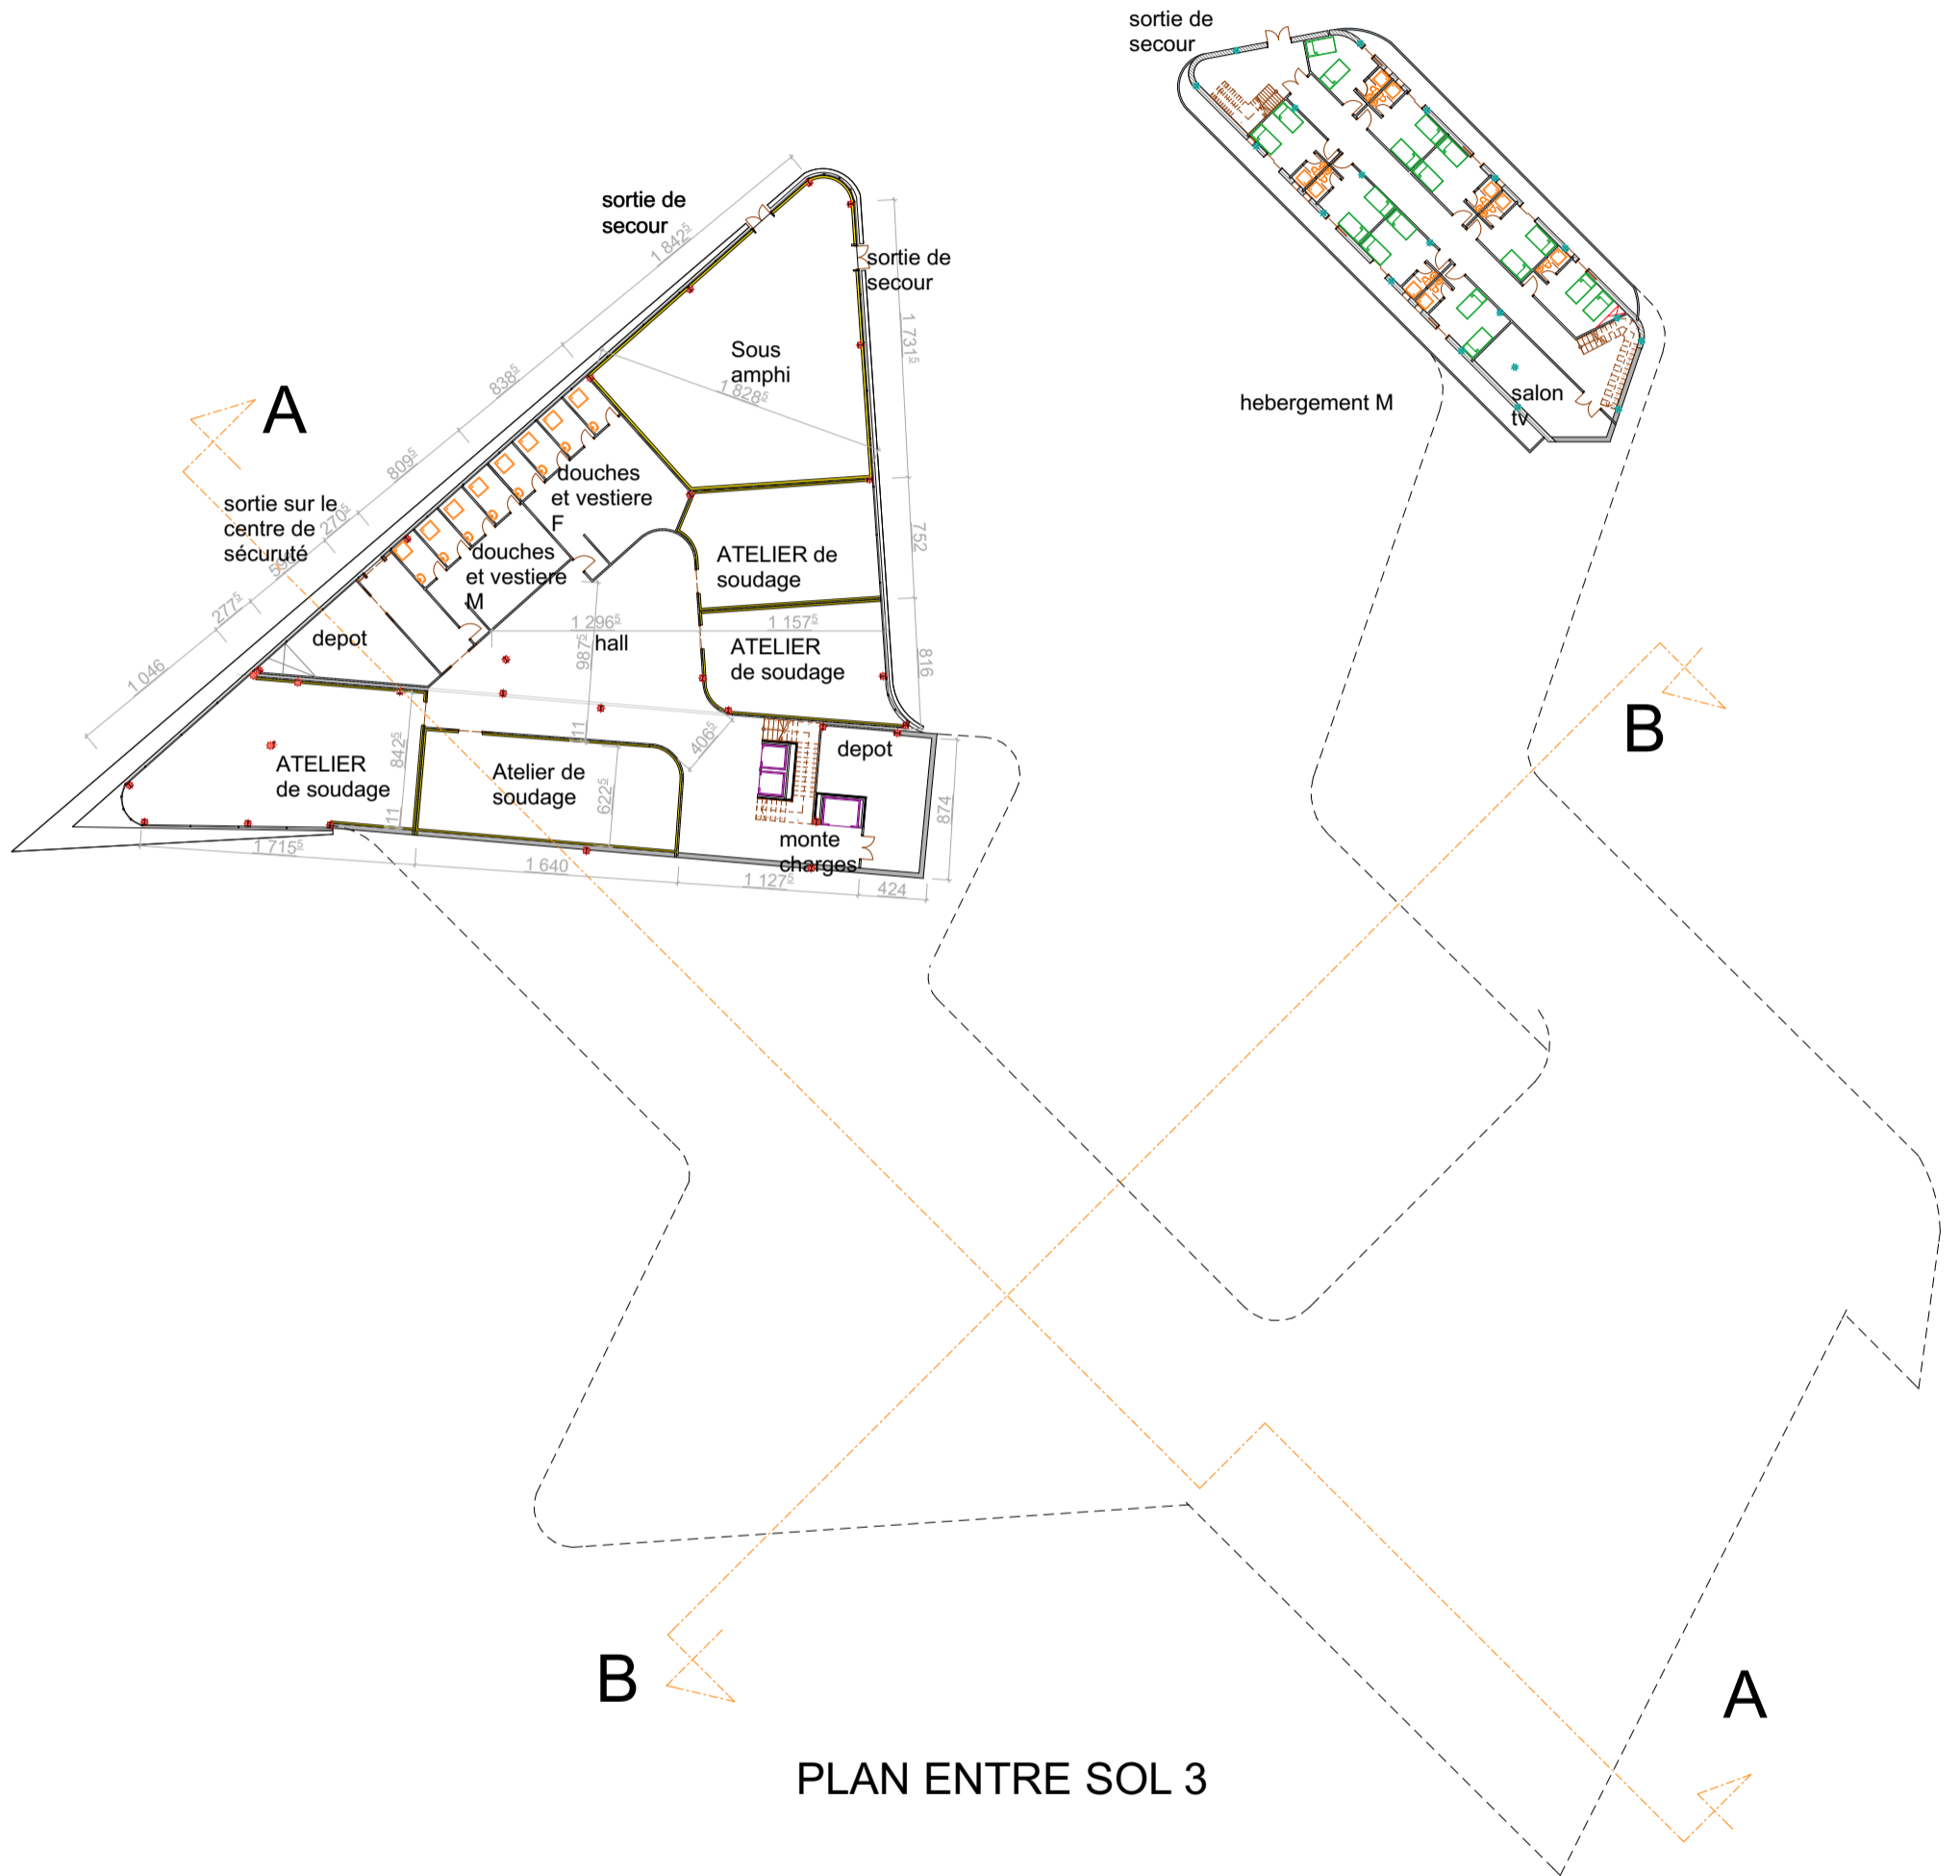 sortie de
secour
sortie de
secour
sortie de
secour
1 842⁵
838⁵
809⁵
270⁵
277⁵
1 046
1 731⁵
752
816
Sous
amphi
1 828⁵
A
sortie sur le
centre de
sécuruté
douches
et vestiere
F
douches
et vestiere
M
ATELIER de
soudage
ATELIER
de soudage
1 296⁵
1 157⁵
987⁵
hall
depot
111
406⁵
ATELIER
de soudage
842⁵
111
Atelier de
soudage
622⁵
depot
monte
charges
874
1 715⁵
1 640
1 127⁵
424
hebergement M
salon
tv
B
B
A
PLAN ENTRE SOL 3